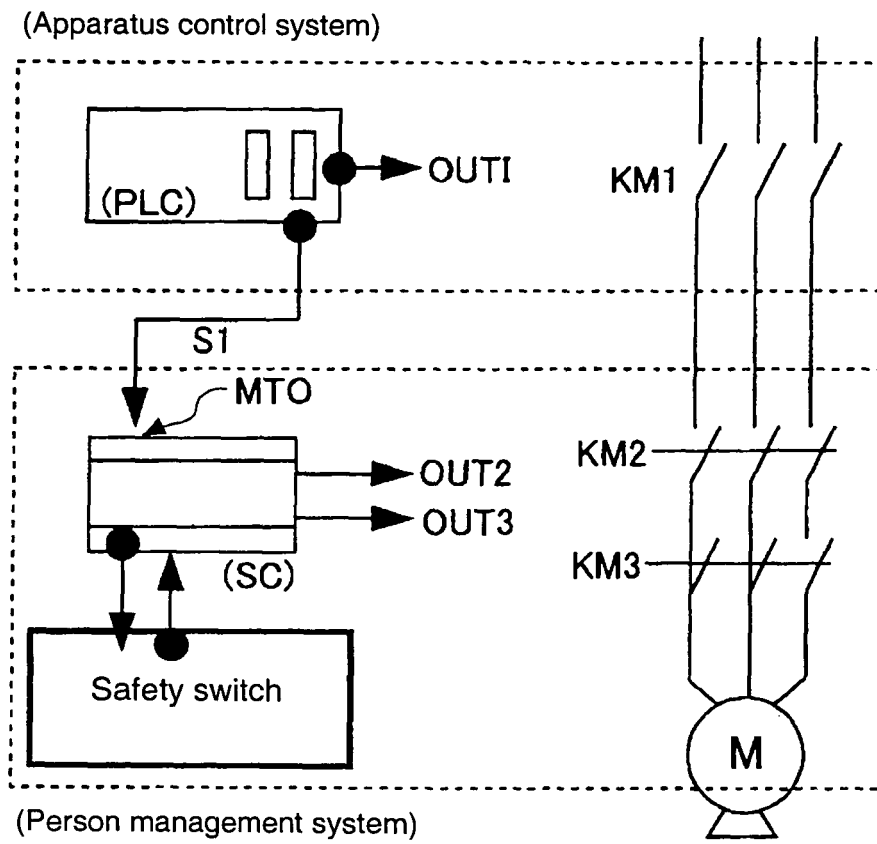 (Apparatus control system)
(PLC)
OUTI
KM1
S1
MTO
OUT2
KM2
OUT3
(SC)
KM3
Safety switch
M
(Person management system)